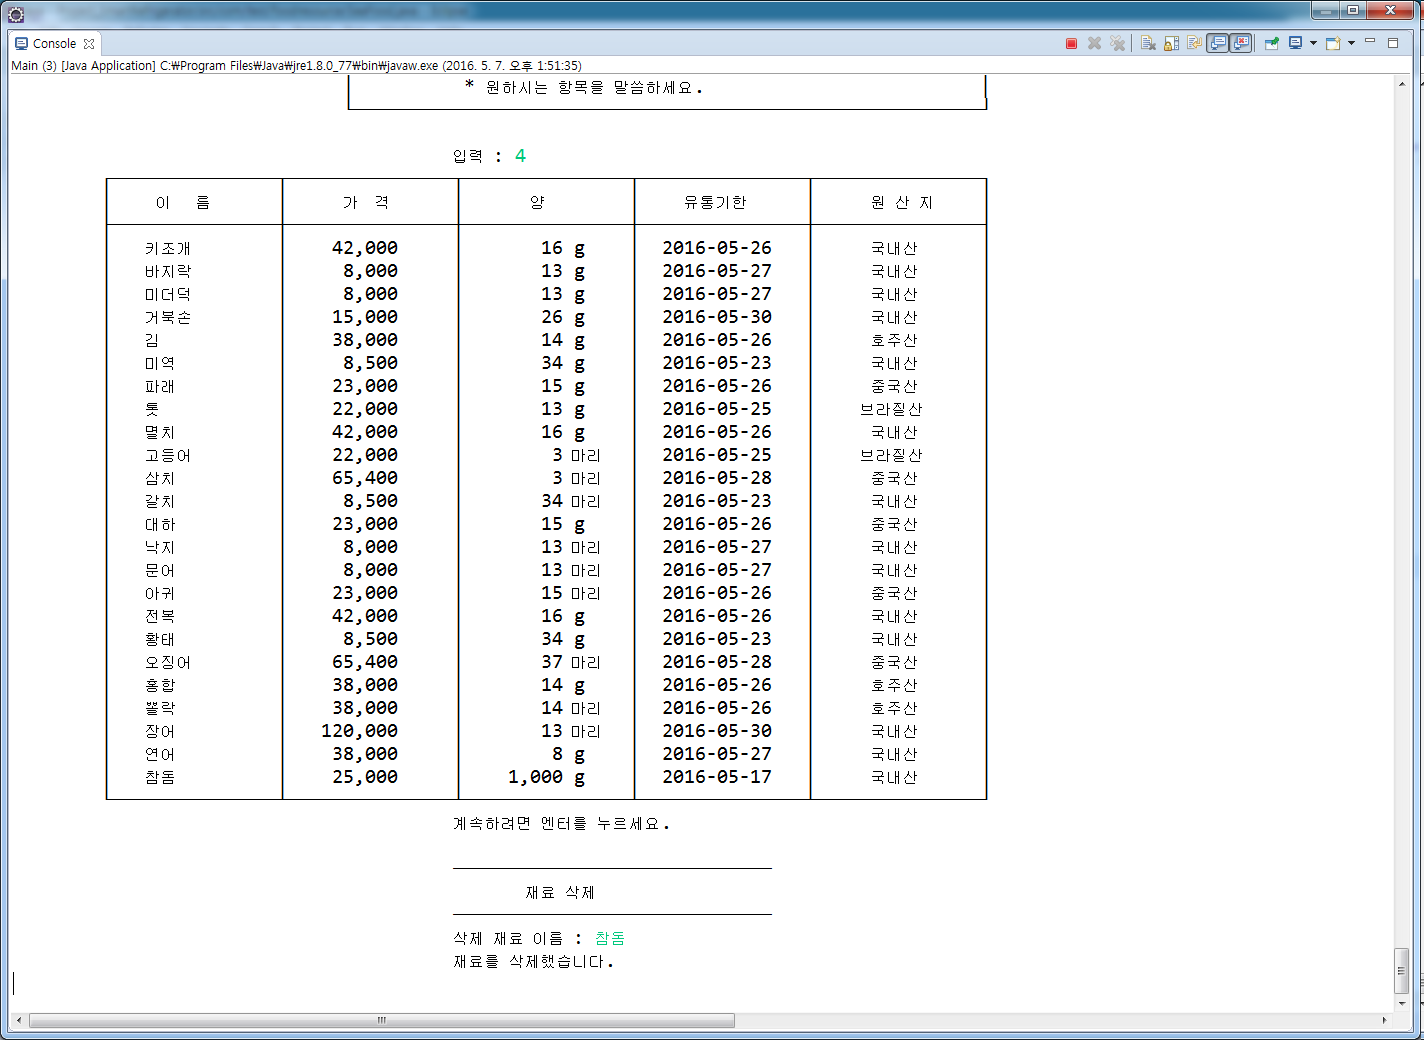 Console
Main (3) [Java Application] C:₩Program Files₩Java₩jre1.8.0_77₩bin₩javaw.exe (2016. 5. 7. 오후 1:51:35)
* 원하시는 항목을 말씀하세요.
입력 : 4
이 름 가 격 양 유통기한 원 산 지
키조개 42,000 16 g 2016-05-26 국내산
바지락 8,000 13 g 2016-05-27 국내산
미더덕 8,000 13 g 2016-05-27 국내산
거북손 15,000 26 g 2016-05-30 국내산
김 38,000 14 g 2016-05-26 호주산
미역 8,500 34 g 2016-05-23 국내산
파래 23,000 15 g 2016-05-26 중국산
톳 22,000 13 g 2016-05-25 브라질산
멸치 42,000 16 g 2016-05-26 국내산
고등어 22,000 3 마리 2016-05-25 브라질산
삼치 65,400 3 마리 2016-05-28 중국산
갈치 8,500 34 마리 2016-05-23 국내산
대하 23,000 15 g 2016-05-26 중국산
낙지 8,000 13 마리 2016-05-27 국내산
문어 8,000 13 마리 2016-05-27 국내산
아귀 23,000 15 마리 2016-05-26 중국산
전복 42,000 16 g 2016-05-26 국내산
황태 8,500 34 g 2016-05-23 국내산
오징어 65,400 37 마리 2016-05-28 중국산
홍합 38,000 14 g 2016-05-26 호주산
뽈락 38,000 14 마리 2016-05-26 호주산
장어 120,000 13 마리 2016-05-30 국내산
연어 38,000 8 g 2016-05-27 국내산
참돔 25,000 1,000 g 2016-05-17 국내산
계속하려면 엔터를 누르세요.
재료 삭제
삭제 재료 이름 : 참돔
재료를 삭제했습니다.